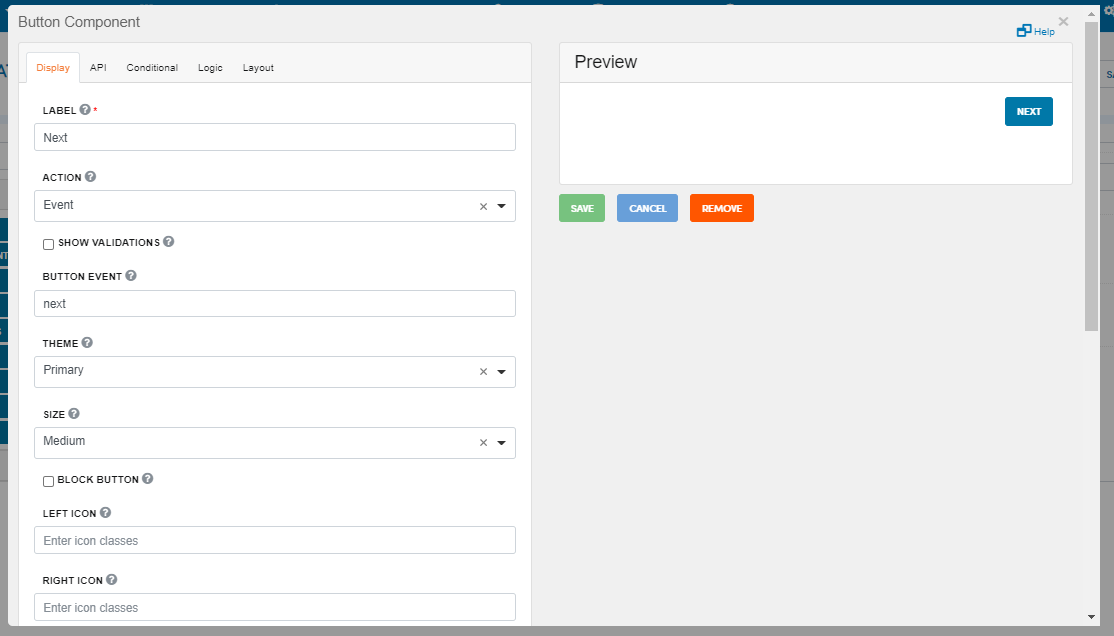 Button Component
Help
Display API Conditional Logic Layout
LABEL *
Next
ACTION
Event
SHOW VALIDATIONS
BUTTON EVENT
next
THEME
Primary
SIZE
Medium
BLOCK BUTTON
LEFT ICON
Enter icon classes
RIGHT ICON
Enter icon classes
Preview
NEXT
SAVE CANCEL REMOVE